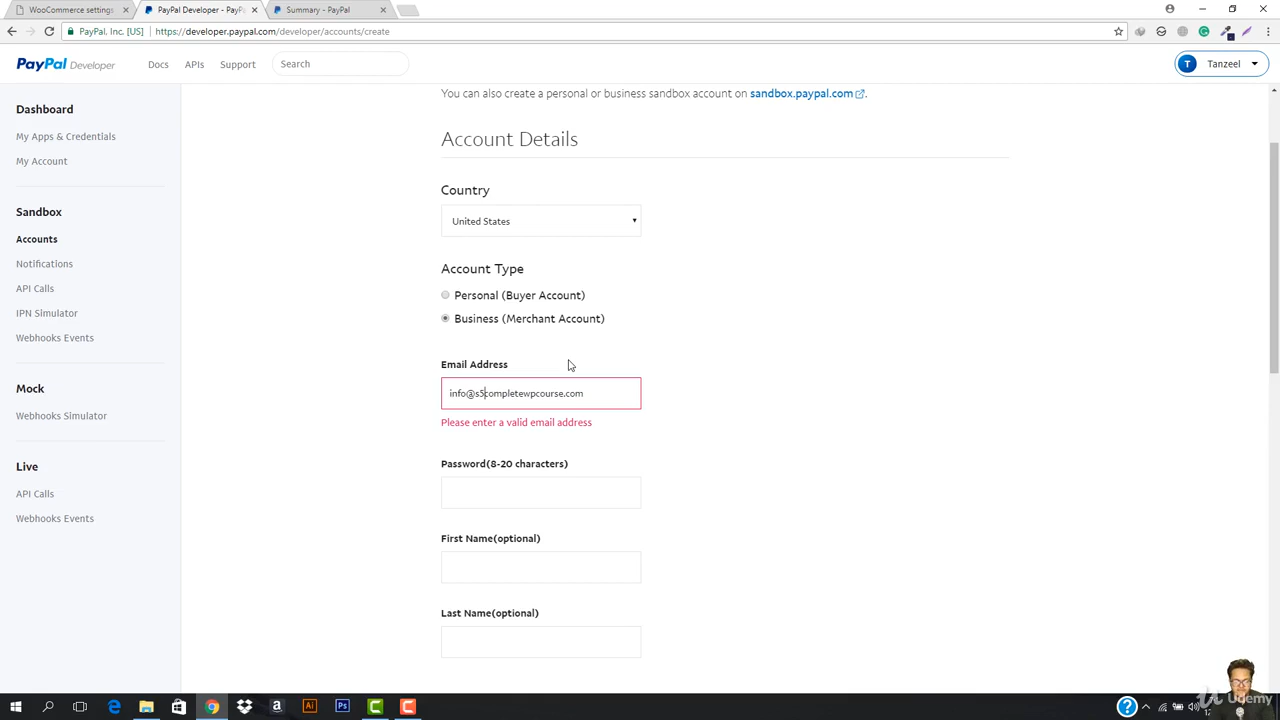 WooCommerce settings
PayPal Developer - PayP
Summary - PayPal
PayPal, Inc. [US]
https://developer.paypal.com/developer/accounts/create
PayPal Developer
Docs
APIs
Support
Search
T
Tanzeel
Dashboard
My Apps & Credentials
My Account
Sandbox
Accounts
Notifications
API Calls
IPN Simulator
Webhooks Events
Mock
Webhooks Simulator
Live
API Calls
Webhooks Events
You can also create a personal or business sandbox account on sandbox.paypal.com.
Account Details
Country
United States
Account Type
Personal (Buyer Account)
Business (Merchant Account)
Email Address
info@s5completewpcourse.com
Please enter a valid email address
Password(8-20 characters)
First Name(optional)
Last Name(optional)
Ai
Ps
Udemy